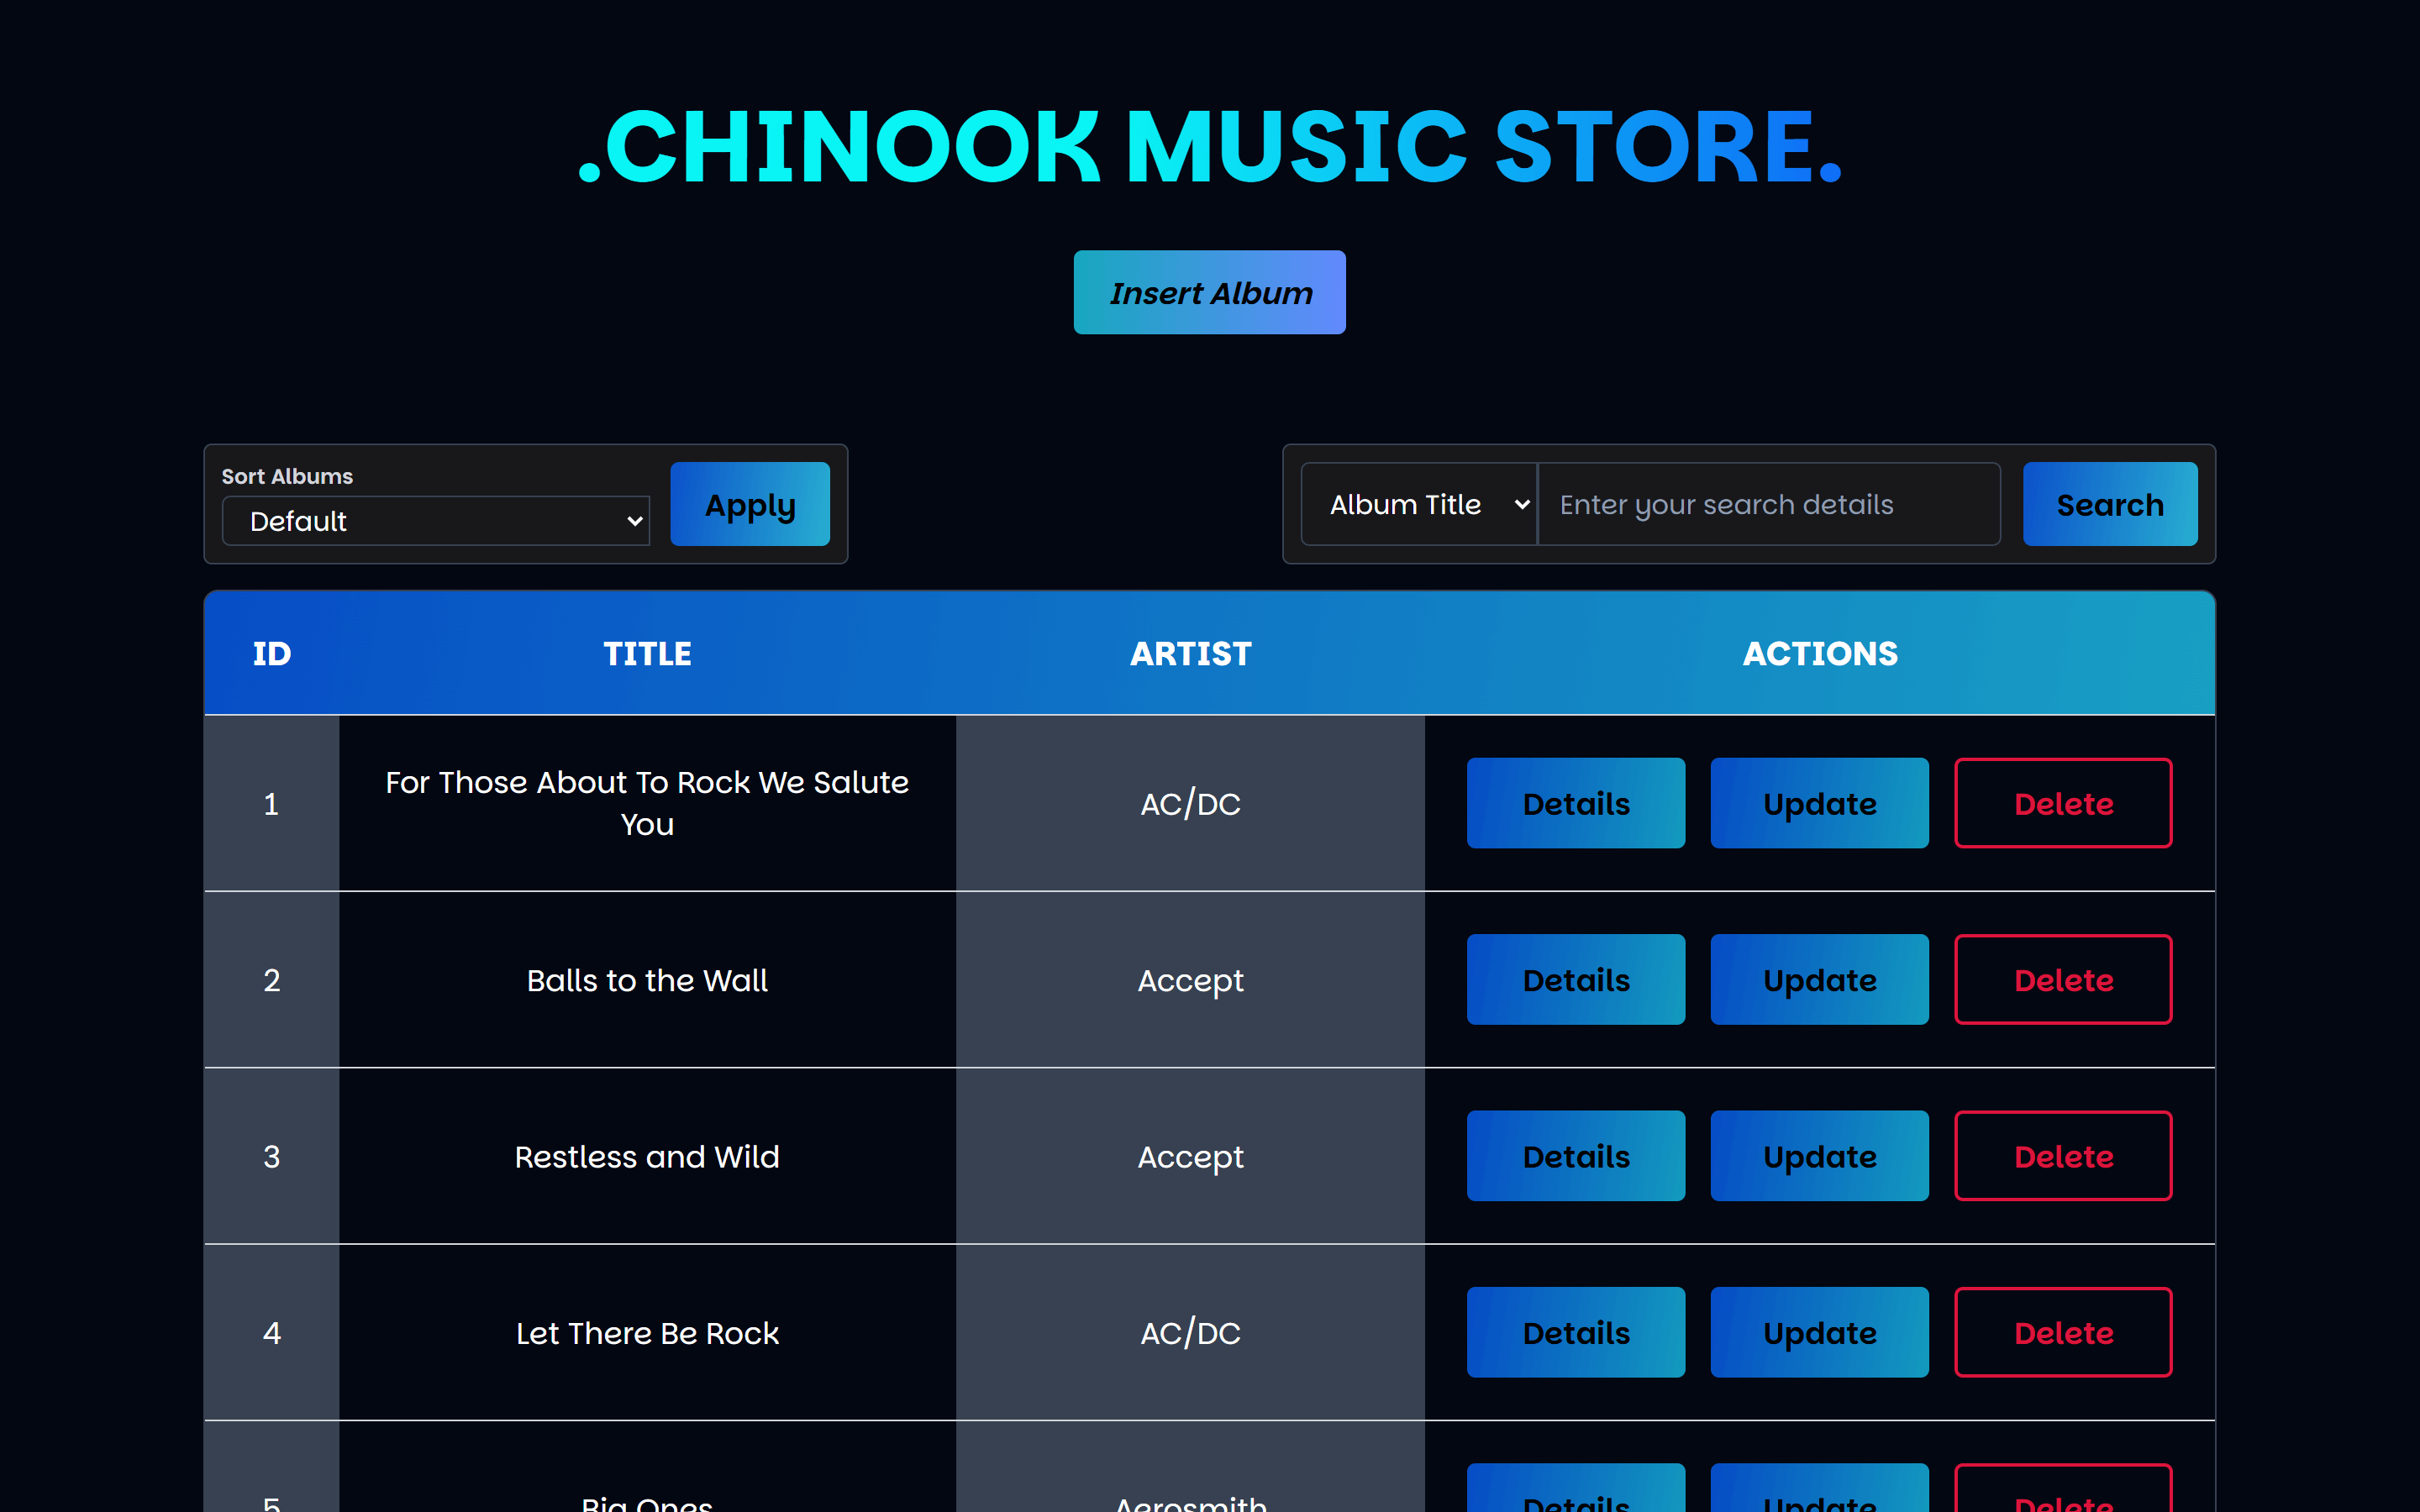 .CHINOOK MUSIC STORE.
Insert Album
Sort Albums
Default
Apply
Album Title
Enter your search details
Search
ID TITLE ARTIST ACTIONS
1 For Those About To Rock We Salute You AC/DC Details Update Delete
2 Balls to the Wall Accept Details Update Delete
3 Restless and Wild Accept Details Update Delete
4 Let There Be Rock AC/DC Details Update Delete
5 Big Ones Aerosmith Details Update Delete